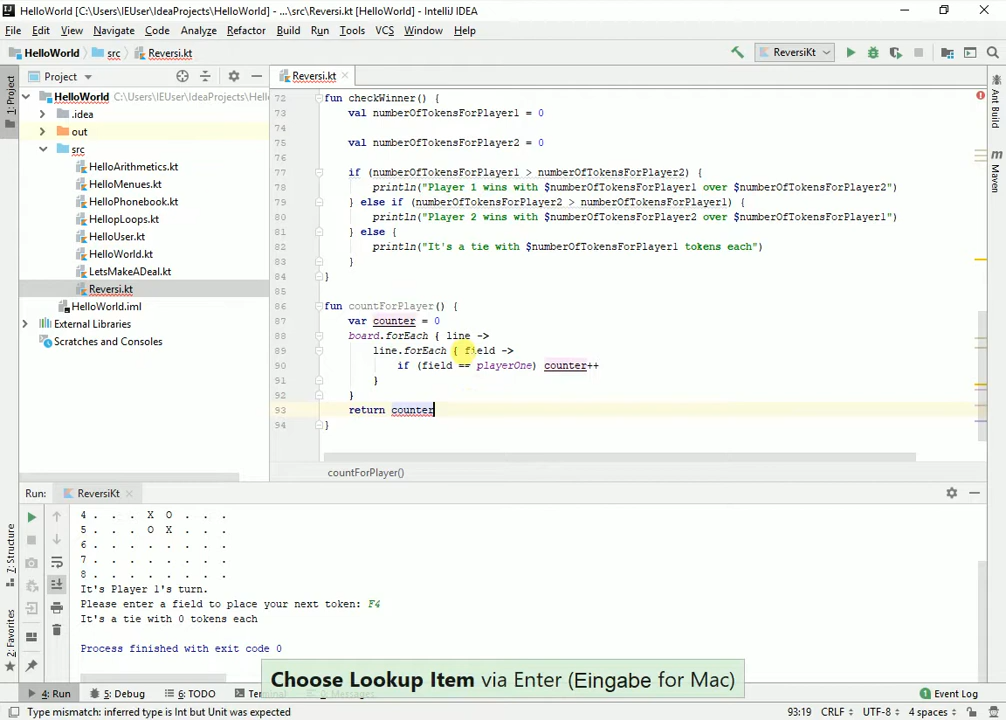 HelloWorld [C:\Users\IEUser\IdeaProjects\HelloWorld] - ...\src\Reversi.kt [HelloWorld] - IntelliJ IDEA
File Edit View Navigate Code Analyze Refactor Build Run Tools VCS Window Help
HelloWorld src Reversi.kt ReversiKt
Project Reversi.kt
1: Project
HelloWorld C:\Users\IEUser\IdeaProjects\Hello
.idea
out
src
HelloArithmetics.kt
HelloMenues.kt
HelloPhonebook.kt
HellopLoops.kt
HelloUser.kt
HelloWorld.kt
LetsMakeADeal.kt
Reversi.kt
HelloWorld.iml
External Libraries
Scratches and Consoles
72 fun checkWinner() {
73 val numberOfTokensForPlayer1 = 0
74
75 val numberOfTokensForPlayer2 = 0
76
77 if (numberOfTokensForPlayer1 > numberOfTokensForPlayer2) {
78 println("Player 1 wins with $numberOfTokensForPlayer1 over $numberOfTokensForPlayer2")
79 } else if (numberOfTokensForPlayer2 > numberOfTokensForPlayer1) {
80 println("Player 2 wins with $numberOfTokensForPlayer2 over $numberOfTokensForPlayer1")
81 } else {
82 println("It's a tie with $numberOfTokensForPlayer1 tokens each")
83 }
84 }
85
86 fun countForPlayer() {
87 var counter = 0
88 board.forEach { line ->
89 line.forEach { field ->
90 if (field == playerOne) counter++
91 }
92 }
93 return counter
94 }
countForPlayer()
Ant Build
Maven
Run: ReversiKt
4 . . . X O . . .
5 . . . O X . . .
6 . . . . . . . .
7 . . . . . . . .
8 . . . . . . . .
It's Player 1's turn.
Please enter a field to place your next token: F4
It's a tie with 0 tokens each
Process finished with exit code 0
7: Structure
2: Favorites
Choose Lookup Item via Enter (Eingabe for Mac)
4: Run 5: Debug 6: TODO Event Log
Type mismatch: inferred type is Int but Unit was expected 93:19 CRLF UTF-8 4 spaces